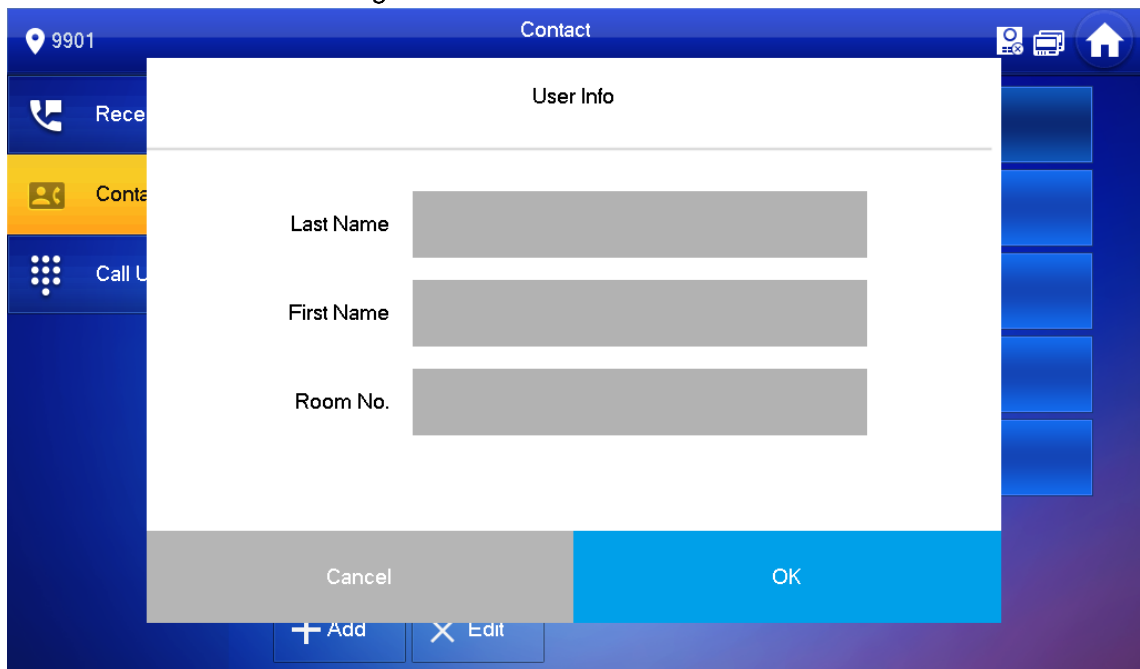 9901
Contact
Rece
Conta
Call U
User Info
Last Name
First Name
Room No.
Cancel
OK
Add
Edit